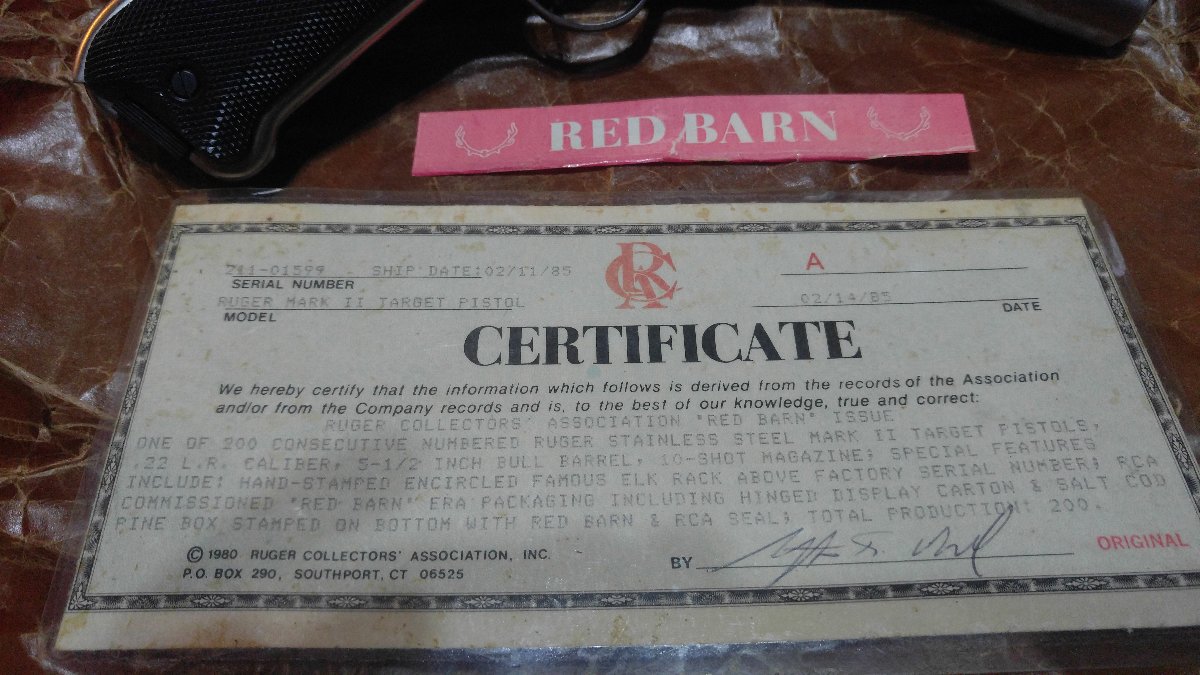 RED BARN
211-01599 SHIP DATE:02/11/85
SERIAL NUMBER
RCA
A
RUGER MARK II TARGET PISTOL
MODEL
02/14/85
DATE
CERTIFICATE
We hereby certify that the information which follows is derived from the records of the Association
and/or from the Company records and is, to the best of our knowledge, true and correct:
RUGER COLLECTORS' ASSOCIATION "RED BARN" ISSUE
ONE OF 200 CONSECUTIVE NUMBERED RUGER STAINLESS STEEL MARK II TARGET PISTOLS,
.22 L.R. CALIBER, 5-1/2 INCH BULL BARREL, 10-SHOT MAGAZINE; SPECIAL FEATURES
INCLUDE: HAND-STAMPED ENCIRCLED FAMOUS ELK RACK ABOVE FACTORY SERIAL NUMBER; RCA
COMMISSIONED "RED BARN" ERA PACKAGING INCLUDING HINGED DISPLAY CARTON & SALT COD
PINE BOX STAMPED ON BOTTOM WITH RED BARN & RCA SEAL; TOTAL PRODUCTION: 200.
© 1980 RUGER COLLECTORS' ASSOCIATION, INC.
P.O. BOX 290, SOUTHPORT, CT 06525
BY
ORIGINAL